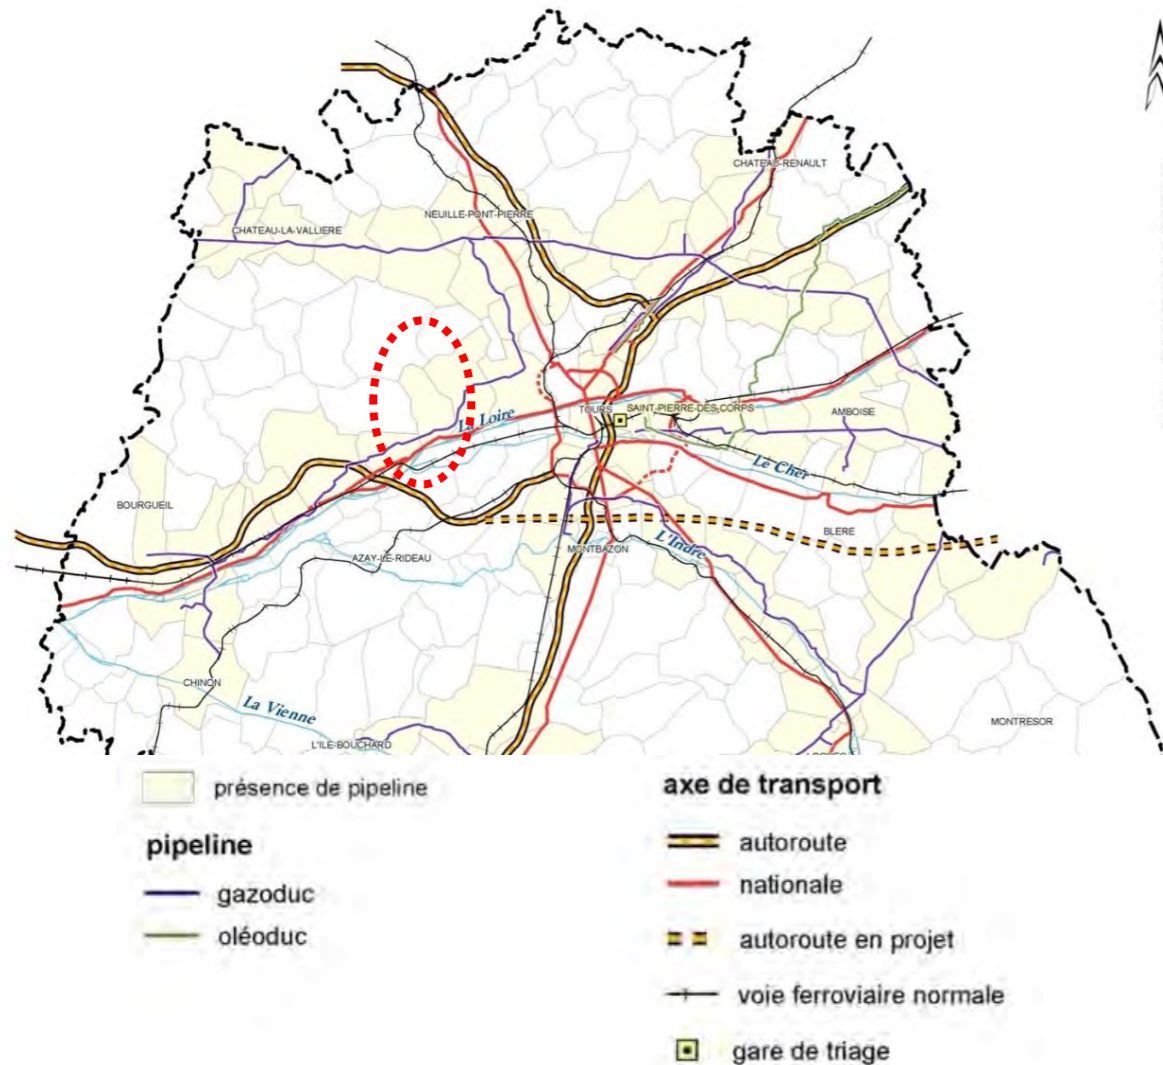 CHATEAU-RENAULT
NEUILLE-PONT-PIERRE
CHATEAU-LA-VALLIERE
La Loire
TOURS
SAINT-PIERRE-DES-CORPS
AMBOISE
Le Cher
BOURGUEIL
BLERE
L'Indre
MONTBAZON
AZAY-LE-RIDEAU
CHINON
La Vienne
MONTRESOR
L'ILE-BOUCHARD
présence de pipeline
pipeline
gazoduc
oléoduc
axe de transport
autoroute
nationale
autoroute en projet
voie ferroviaire normale
gare de triage